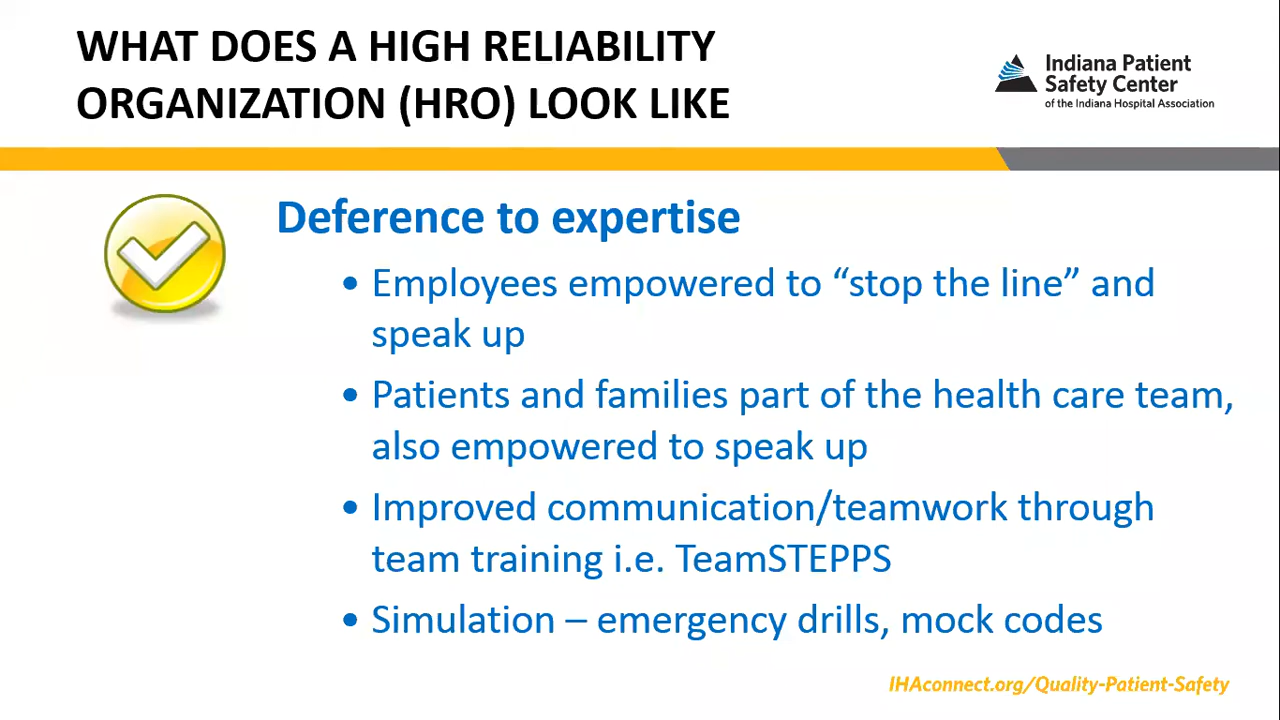 WHAT DOES A HIGH RELIABILITY
ORGANIZATION (HRO) LOOK LIKE
Indiana Patient
Safety Center
of the Indiana Hospital Association
Deference to expertise
• Employees empowered to “stop the line” and
speak up
• Patients and families part of the health care team,
also empowered to speak up
• Improved communication/teamwork through
team training i.e. TeamSTEPPS
• Simulation – emergency drills, mock codes
IHAconnect.org/Quality-Patient-Safety